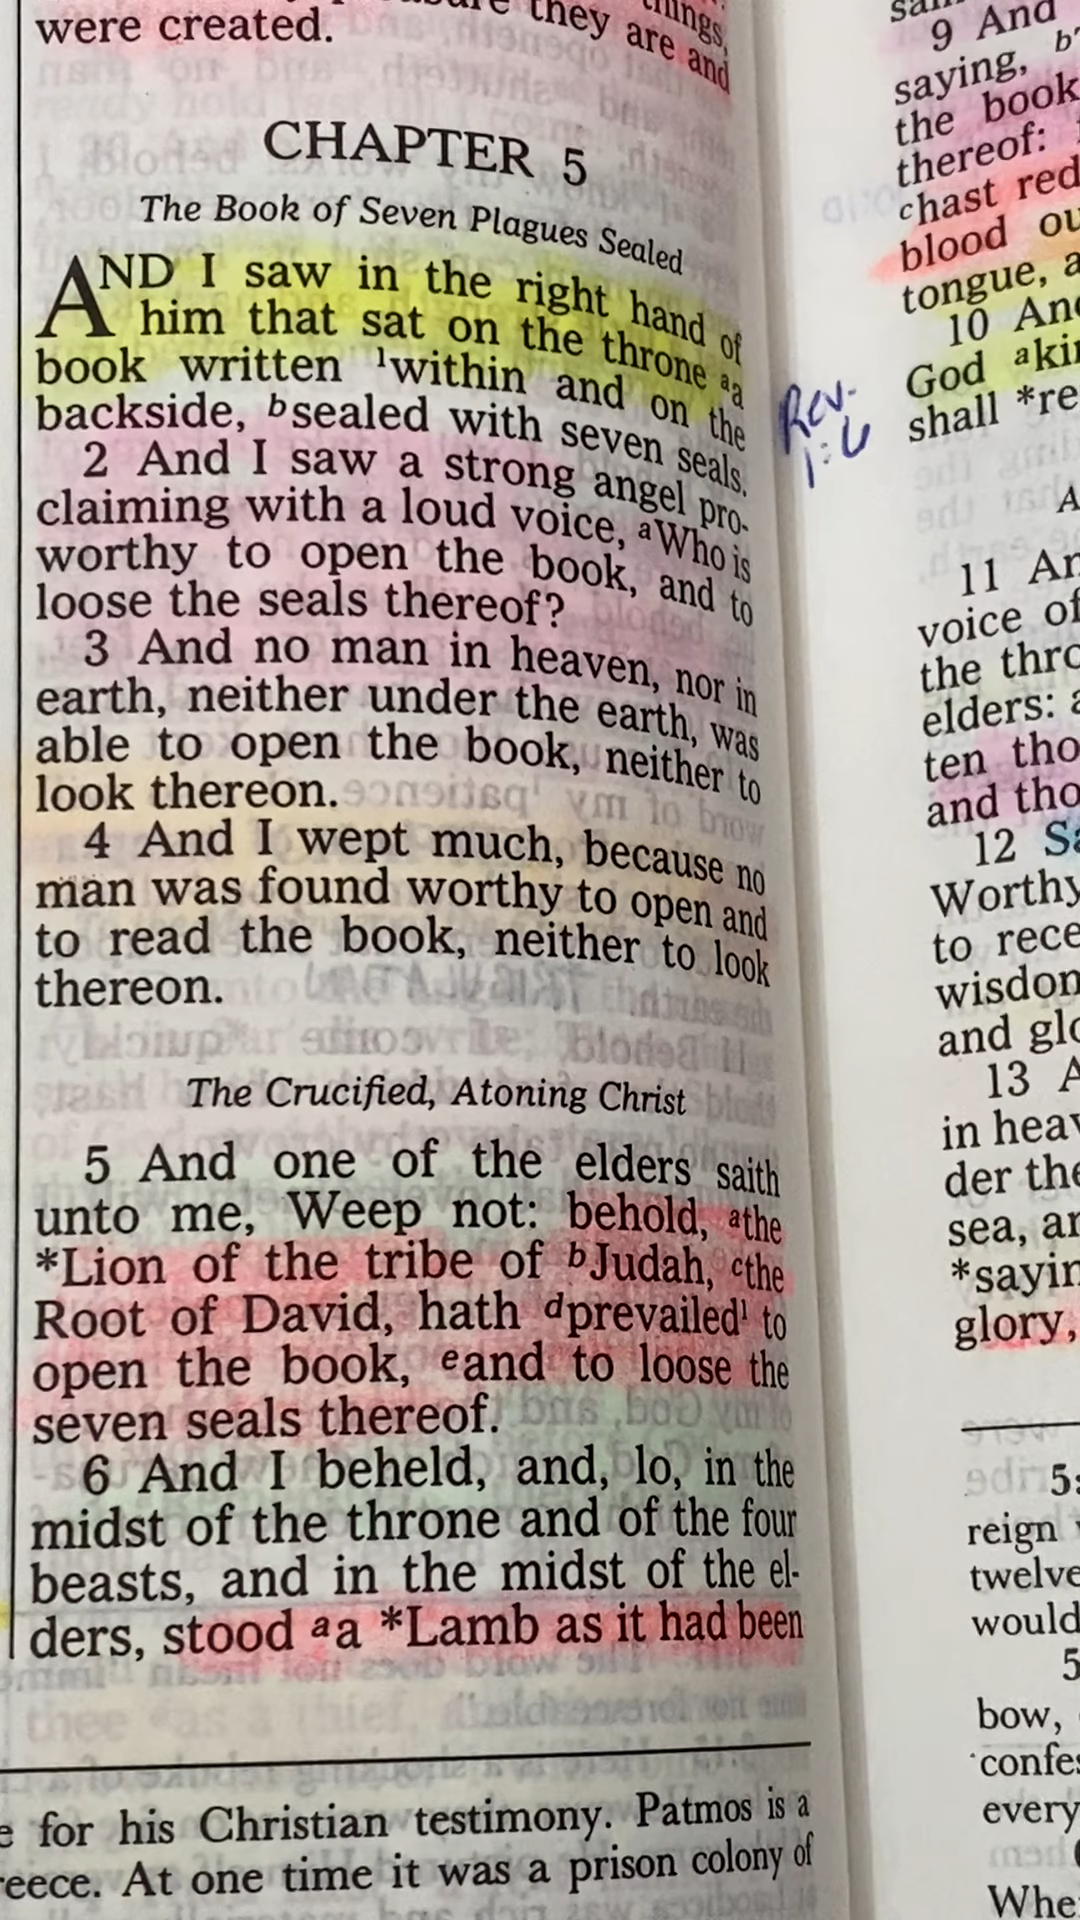 things,
sure they are and
were created.
CHAPTER 5
The Book of Seven Plagues Sealed
AND I saw in the right hand of
him that sat on the throne ᵃa
book written ¹within and on the
backside, ᵇsealed with seven seals.
2 And I saw a strong angel pro-
claiming with a loud voice, ᵃWho is
worthy to open the book, and to
loose the seals thereof?
3 And no man in heaven, nor in
earth, neither under the earth, was
able to open the book, neither to
look thereon.
4 And I wept much, because no
man was found worthy to open and
to read the book, neither to look
thereon.
The Crucified, Atoning Christ
5 And one of the elders saith
unto me, Weep not: behold, ᵃthe
*Lion of the tribe of ᵇJudah, ᶜthe
Root of David, hath ᵈprevailed¹ to
open the book, ᵉand to loose the
seven seals thereof.
6 And I beheld, and, lo, in the
midst of the throne and of the four
beasts, and in the midst of the el-
ders, stood ᵃa *Lamb as it had been
for his Christian testimony. Patmos is a
reece. At one time it was a prison colony of
Rev.
1:6
9 And
saying, ᵇ
the book
thereof:
chast red
blood ou
tongue, a
10 And
God ᵃkin
shall *re
A
11 An
voice of
the thro
elders: a
ten tho
and tho
12 Sa
Worthy
to rece
wisdom
and glo
13 A
in heav
der the
sea, an
*sayin
glory,
5:
reign
twelve
would
5
bow,
confes
every
Whe